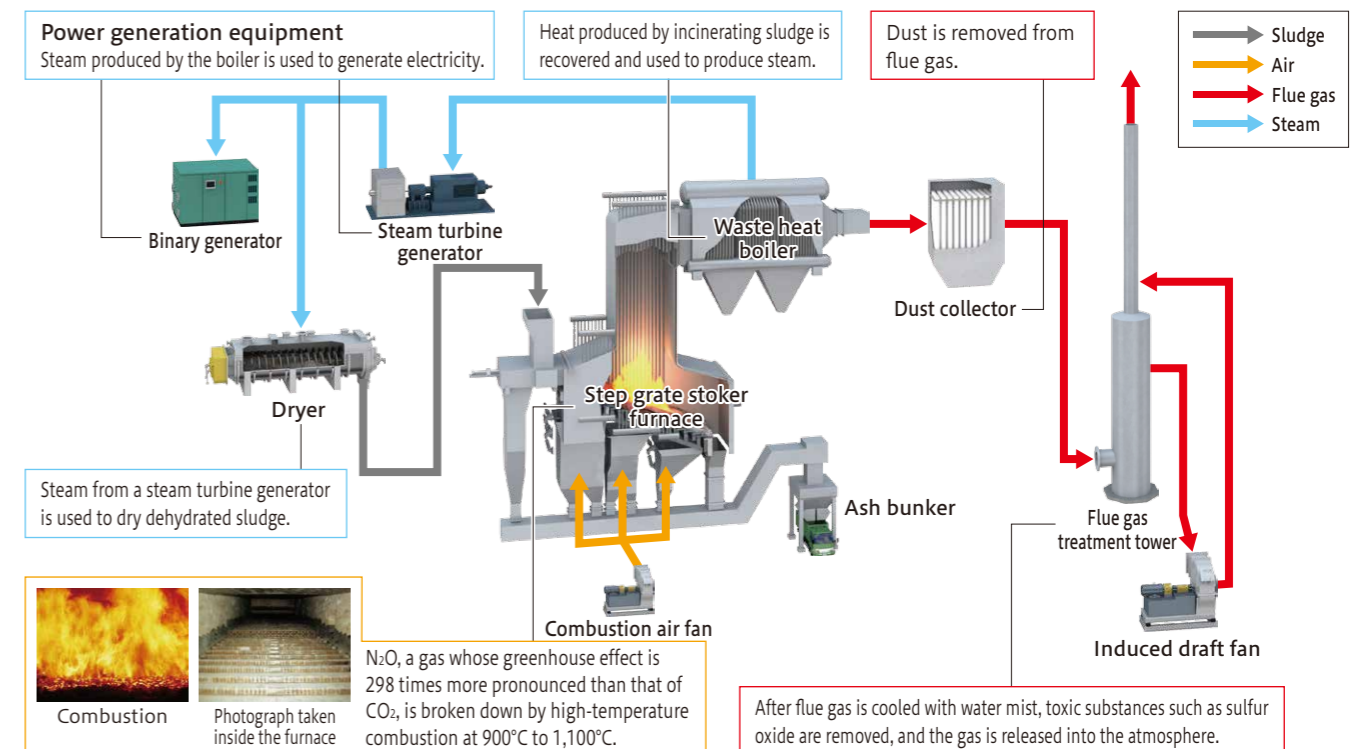 Power generation equipment
Steam produced by the boiler is used to generate electricity.
Heat produced by incinerating sludge is
recovered and used to produce steam.
Dust is removed from
flue gas.
Sludge
Air
Flue gas
Steam
Binary generator
Steam turbine
generator
Waste heat
boiler
Dust collector
Dryer
Step grate stoker
furnace
Steam from a steam turbine generator
is used to dry dehydrated sludge.
Ash bunker
Flue gas
treatment tower
Combustion air fan
Induced draft fan
Combustion
Photograph taken
inside the furnace
N2O, a gas whose greenhouse effect is
298 times more pronounced than that of
CO2, is broken down by high-temperature
combustion at 900°C to 1,100°C.
After flue gas is cooled with water mist, toxic substances such as sulfur
oxide are removed, and the gas is released into the atmosphere.